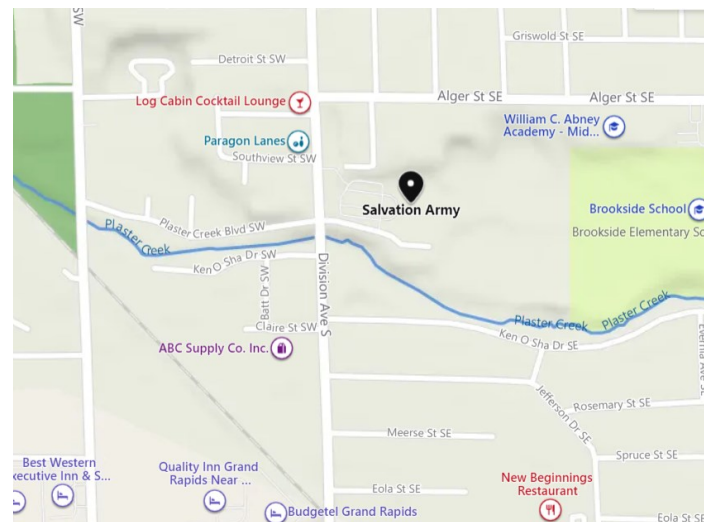 SW
Griswold St SE
Detroit St SW
Log Cabin Cocktail Lounge
Alger St SE
Alger St SE
William C. Abney
Academy - Mid...
Paragon Lanes
Southview St SW
Salvation Army
Brookside School
Brookside Elementary Sc
Plaster Creek
Plaster Creek Blvd SW
Ken O Sha Dr SW
Batt Dr SW
Division Ave S
Claire St SW
ABC Supply Co. Inc.
Plaster Creek
Plaster Creek
Ken O Sha Dr SE
Jefferson Dr SE
Rosemary St SE
Meerse St SE
Spruce St SE
Best Western
xecutive Inn & S...
Quality Inn Grand
Rapids Near ...
Budgetel Grand Rapids
Eola St SE
New Beginnings
Restaurant
Eola St SE